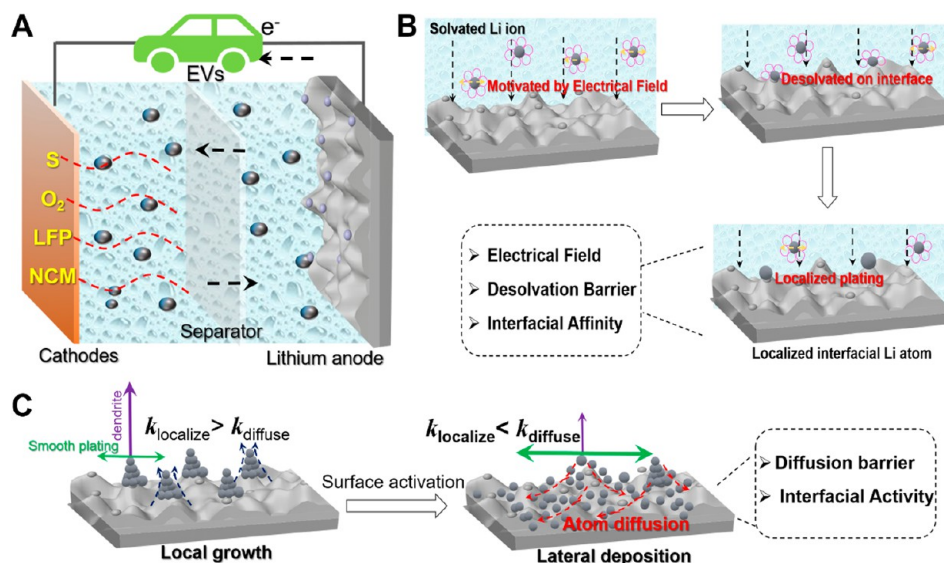 A
e-
EVs
S
O2
LFP
NCM
Separator
Cathodes
Lithium anode
B
Solvated Li ion
Motivated by Electrical Field
Desolvated on interface
➢ Electrical Field
➢ Desolvation Barrier
➢ Interfacial Affinity
Localized plating
Localized interfacial Li atom
C
dendrite
Smooth plating
klocalize> kdiffuse
Local growth
Surface activation
klocalize< kdiffuse
Atom diffusion
Lateral deposition
➢ Diffusion barrier
➢ Interfacial Activity